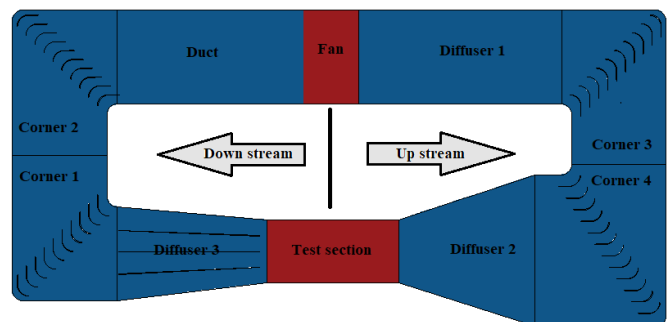 Duct
Fan
Diffuser 1
Corner 2
Corner 3
Down stream
Up stream
Corner 1
Corner 4
Diffuser 3
Test section
Diffuser 2